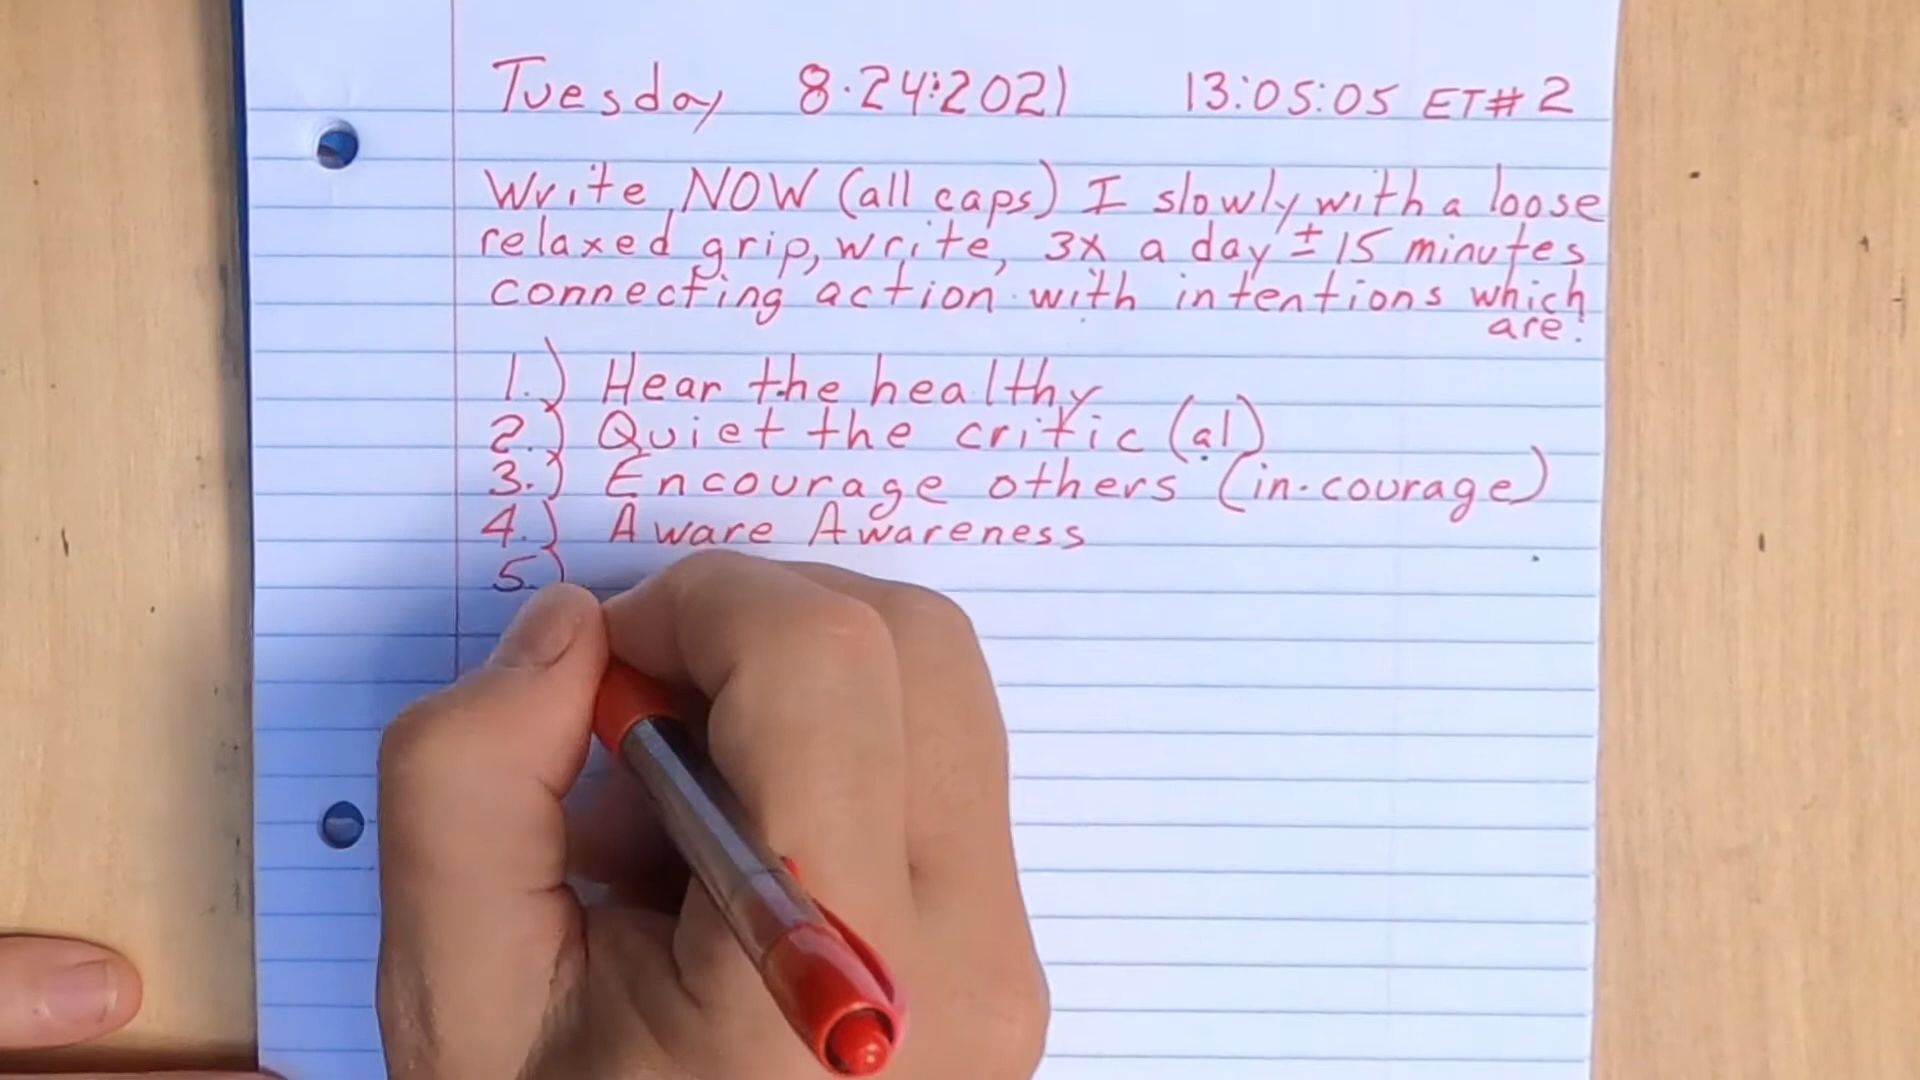 Tuesday 8.24:2021 13:05:05 ET#2
Write, NOW (all caps) I slowly with a loose
relaxed grip, write, 3x a day ± 15 minutes
connecting action with intentions which
are:
1.) Hear the healthy
2.) Quiet the critic (al)
3.) Encourage others (in-courage)
4.) Aware Awareness
5.)